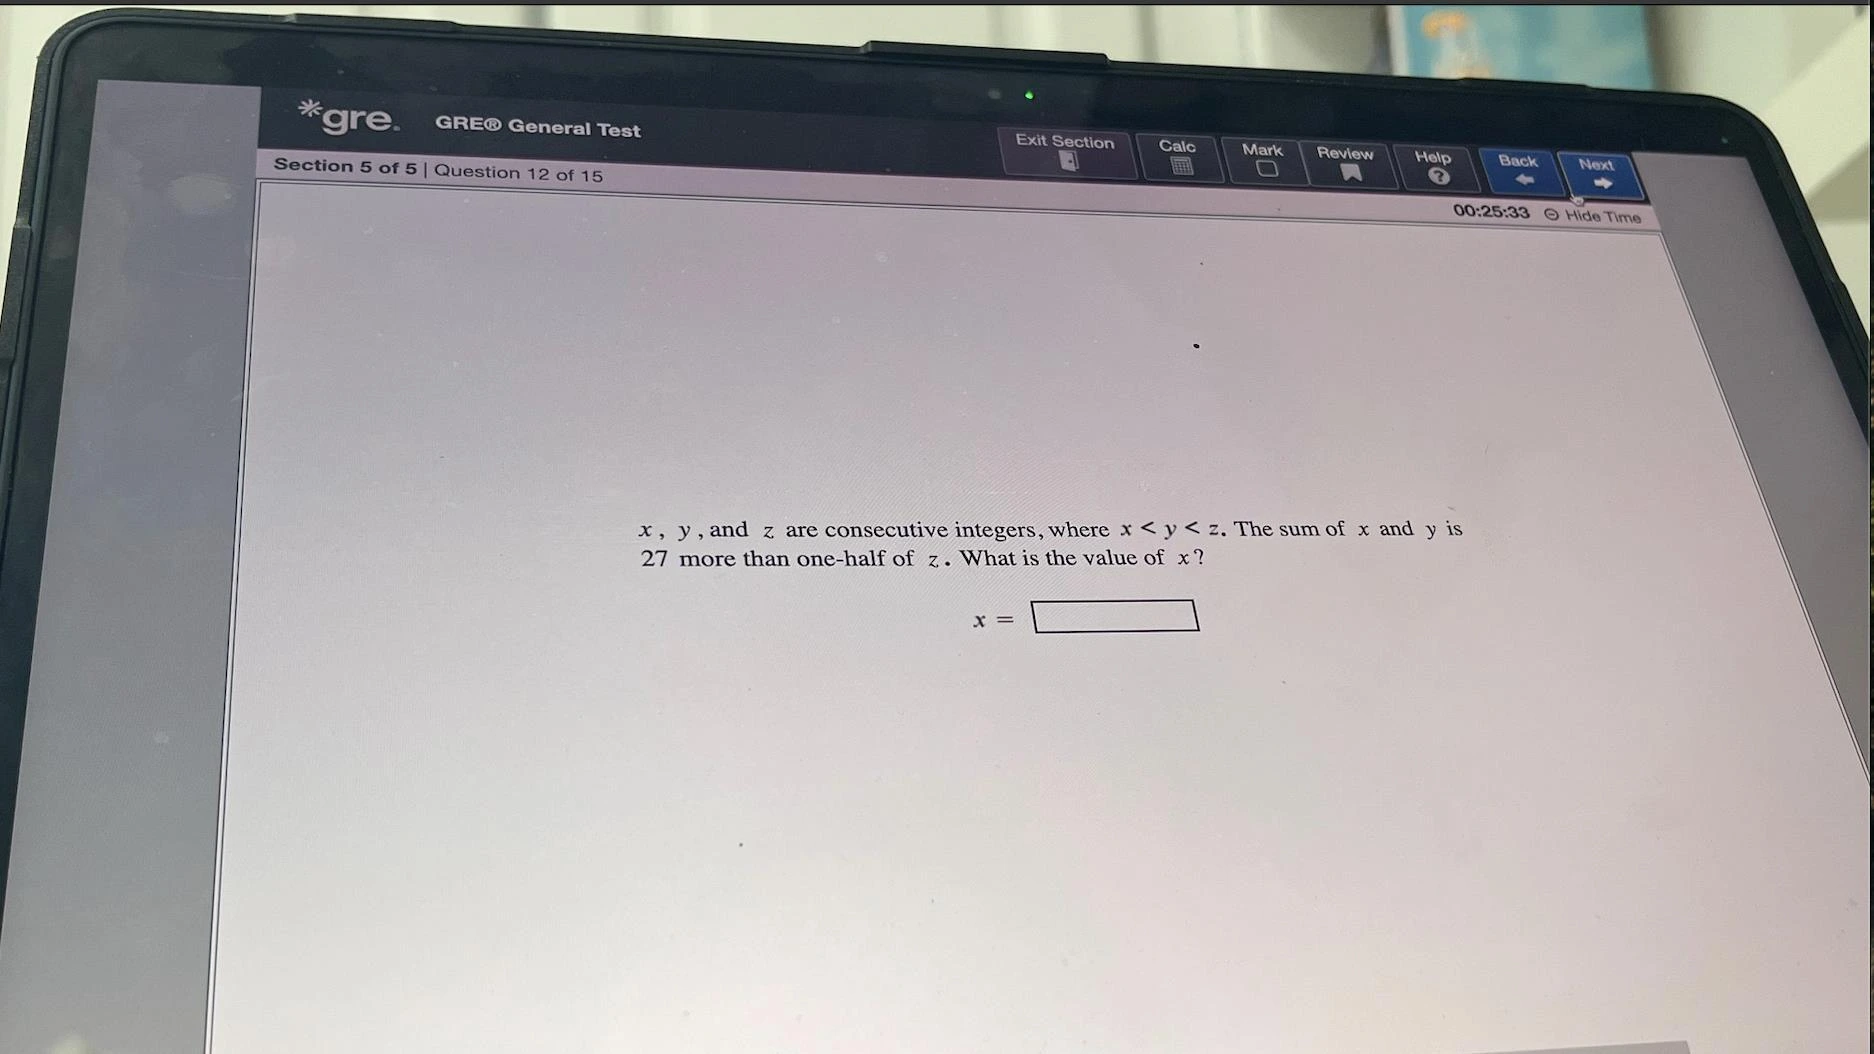 *gre. GRE® General Test
Exit Section Calc Mark Review Help Back Next
Section 5 of 5 | Question 12 of 15
00:25:33 Hide Time
x, y, and z are consecutive integers, where x < y < z. The sum of x and y is
27 more than one-half of z. What is the value of x?
x =